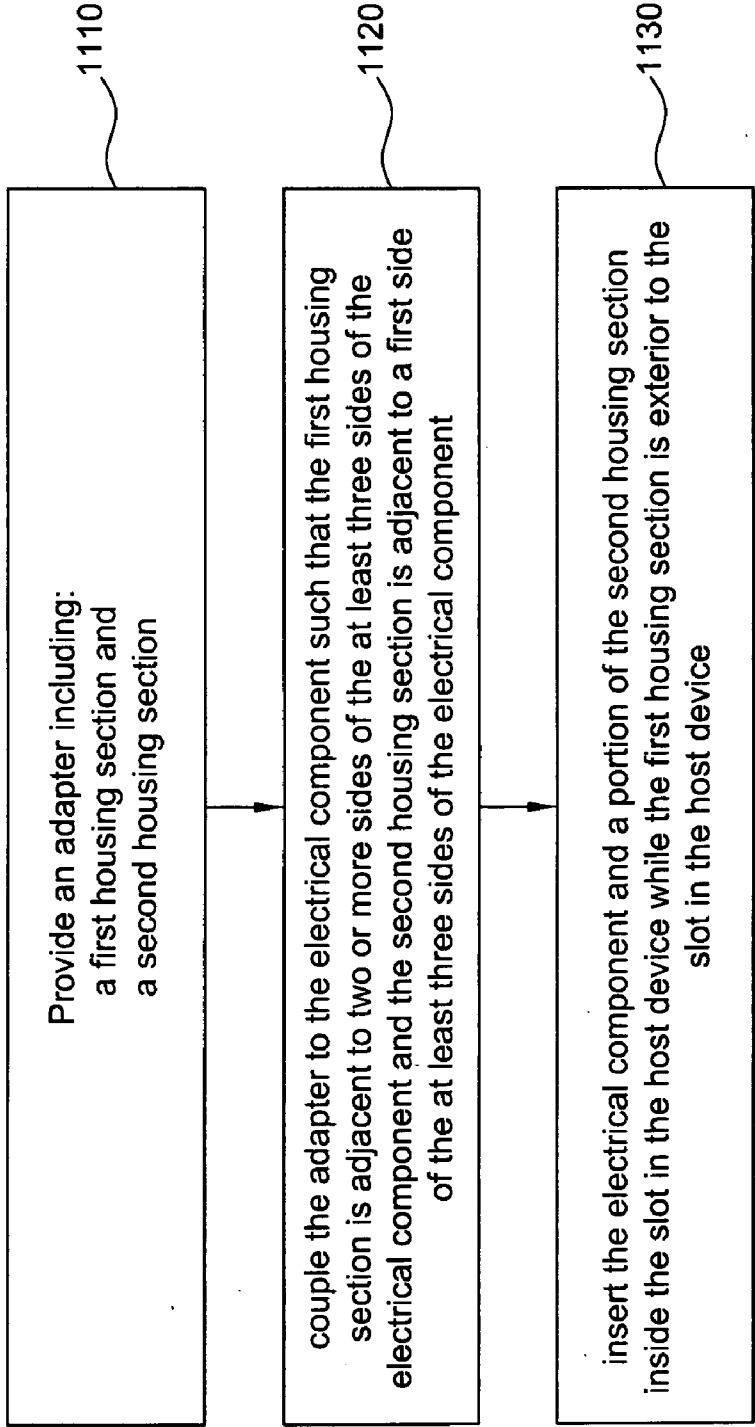 Provide an adapter including:
a first housing section and
a second housing section
1110
couple the adapter to the electrical component such that the first housing
section is adjacent to two or more sides of the at least three sides of the
electrical component and the second housing section is adjacent to a first side
of the at least three sides of the electrical component
1120
insert the electrical component and a portion of the second housing section
inside the slot in the host device while the first housing section is exterior to the
slot in the host device
1130